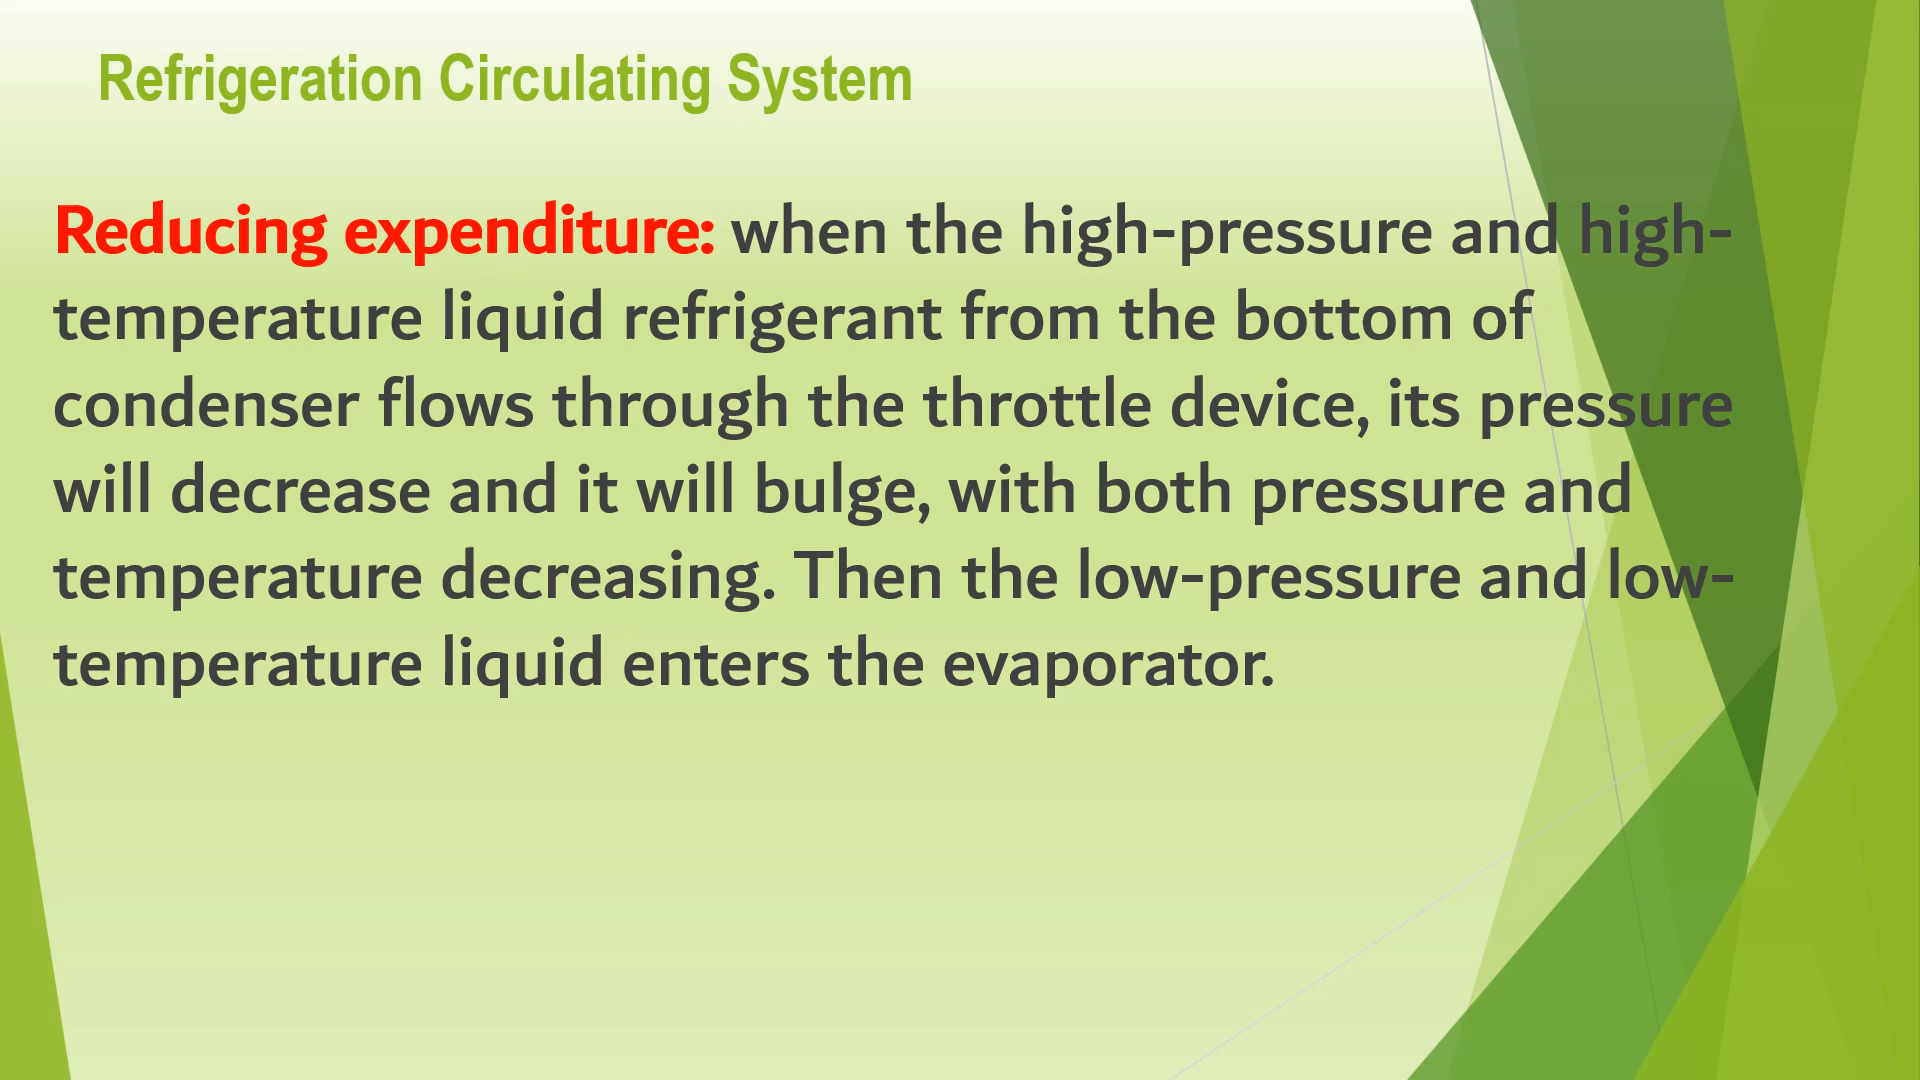 Refrigeration Circulating System
Reducing expenditure: when the high-pressure and high-
temperature liquid refrigerant from the bottom of
condenser flows through the throttle device, its pressure
will decrease and it will bulge, with both pressure and
temperature decreasing. Then the low-pressure and low-
temperature liquid enters the evaporator.